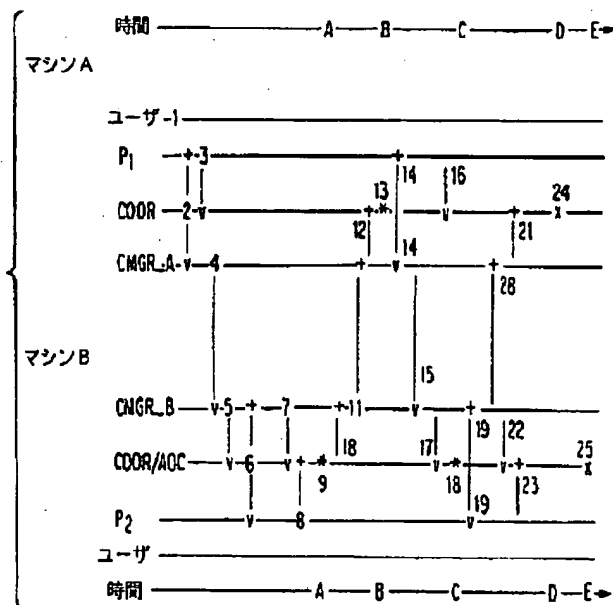 時間 A B C D E
マシンA
ユーザ-1
P1 + 3 +
14 16 13 24
COOR 2 v + * v + x
12 21
14
CMGR_A v 4 + v +
28
マシンB
15
CNGR_B v 5 + 7 + 11 v +
18 19 22
17 25
COOR/AOC v 6 v + * v * v + x
9 18 23
19
P2 v 8 v
ユーザ
時間 A B C D E